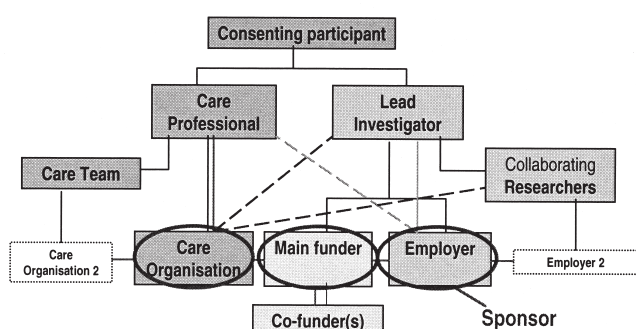 Consenting participant
Care
Professional
Lead
Investigator
Care Team
Collaborating
Researchers
Care
Organisation 2
Care
Organisation
Main funder
Employer
Employer 2
Co-funder(s)
Sponsor